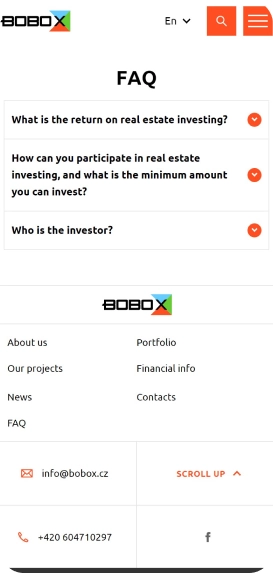 BOBOX
En
FAQ
What is the return on real estate investing?
How can you participate in real estate
investing, and what is the minimum amount
you can invest?
Who is the investor?
BOBOX
About us
Portfolio
Our projects
Financial info
News
Contacts
FAQ
info@bobox.cz
SCROLL UP
+420 604710297
f